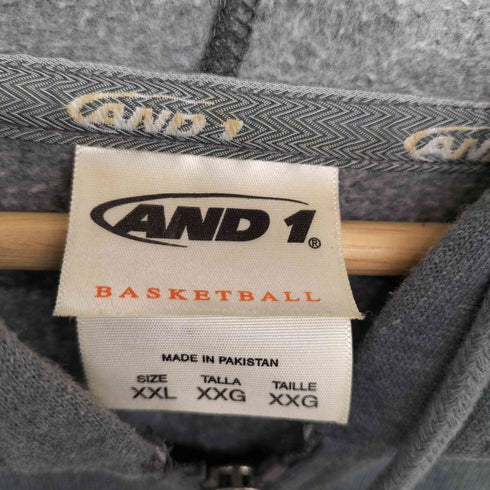 AND 1
AND 1
AND 1®
BASKETBALL
MADE IN PAKISTAN
SIZE TALLA TAILLE
XXL XXG XXG